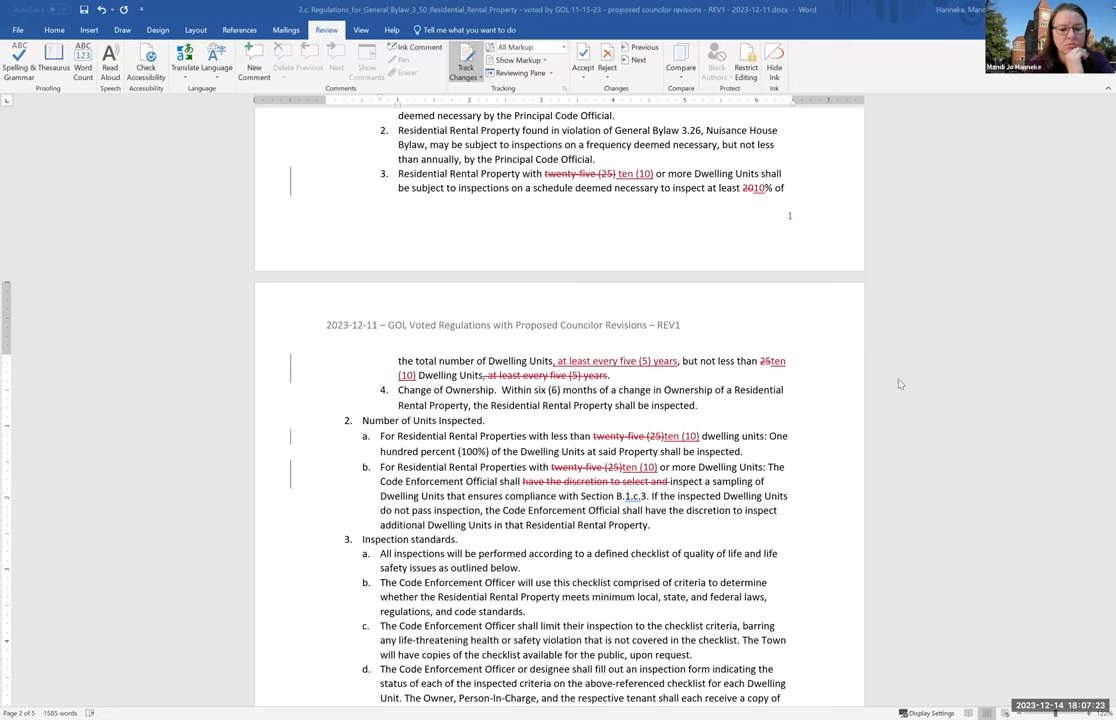 3.c. Regulations_for_General_Bylaw_3_50_Residential_Rental_Property - voted by GOL 11-15-23 - proposed councilor revisions - REV1 - 2023-12-11.docx - Word
Hanneke, Mand
File Home Insert Draw Design Layout References Mailings Review View Help Tell me what you want to do
Spelling & Grammar
Thesaurus
Word Count
Read Aloud
Check Accessibility
Translate
Language
New Comment
Delete
Previous
Next
Show Comments
Ink Comment
Pen
Eraser
Track Changes
All Markup
Show Markup
Reviewing Pane
Accept
Reject
Previous
Next
Compare
Block Authors
Restrict Editing
Hide Ink
Proofing Speech Accessibility Language Comments Tracking Changes Compare Protect Ink
Mandi Jo Hanneke
deemed necessary by the Principal Code Official.
2. Residential Rental Property found in violation of General Bylaw 3.26, Nuisance House
Bylaw, may be subject to inspections on a frequency deemed necessary, but not less
than annually, by the Principal Code Official.
3. Residential Rental Property with twenty-five (25) ten (10) or more Dwelling Units shall
be subject to inspections on a schedule deemed necessary to inspect at least 2010% of
1
2023-12-11 – GOL Voted Regulations with Proposed Councilor Revisions – REV1
the total number of Dwelling Units, at least every five (5) years, but not less than 25ten
(10) Dwelling Units, at least every five (5) years.
4. Change of Ownership. Within six (6) months of a change in Ownership of a Residential
Rental Property, the Residential Rental Property shall be inspected.
2. Number of Units Inspected.
a. For Residential Rental Properties with less than twenty-five (25)ten (10) dwelling units: One
hundred percent (100%) of the Dwelling Units at said Property shall be inspected.
b. For Residential Rental Properties with twenty-five (25)ten (10) or more Dwelling Units: The
Code Enforcement Official shall have the discretion to select and inspect a sampling of
Dwelling Units that ensures compliance with Section B.1.c.3. If the inspected Dwelling Units
do not pass inspection, the Code Enforcement Official shall have the discretion to inspect
additional Dwelling Units in that Residential Rental Property.
3. Inspection standards.
a. All inspections will be performed according to a defined checklist of quality of life and life
safety issues as outlined below.
b. The Code Enforcement Officer will use this checklist comprised of criteria to determine
whether the Residential Rental Property meets minimum local, state, and federal laws,
regulations, and code standards.
c. The Code Enforcement Officer shall limit their inspection to the checklist criteria, barring
any life-threatening health or safety violation that is not covered in the checklist. The Town
will have copies of the checklist available for the public, upon request.
d. The Code Enforcement Officer or designee shall fill out an inspection form indicating the
status of each of the inspected criteria on the above-referenced checklist for each Dwelling
Unit. The Owner, Person-In-Charge, and the respective tenant shall each receive a copy of
Page 2 of 5 1585 words
Display Settings
2023-12-14 18:07:23